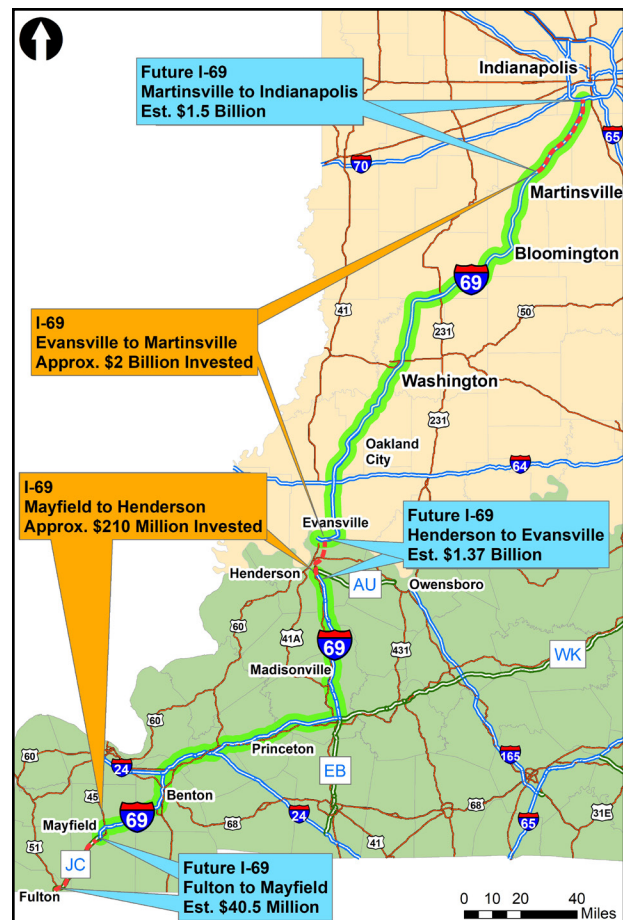 Indianapolis
Future I-69
Martinsville to Indianapolis
Est. $1.5 Billion
65
70
Martinsville
Bloomington
69
I-69
Evansville to Martinsville
Approx. $2 Billion Invested
41
50
231
Washington
231
Oakland
City
64
I-69
Mayfield to Henderson
Approx. $210 Million Invested
Evansville
Future I-69
Henderson to Evansville
Est. $1.37 Billion
Henderson
AU
Owensboro
60
41A
69
431
WK
Madisonville
60
60
Princeton
24
EB
165
45
Benton
69
Mayfield
68
24
68
31E
65
41
51
JC
Fulton
Future I-69
Fulton to Mayfield
Est. $40.5 Million
0 10 20 40
Miles